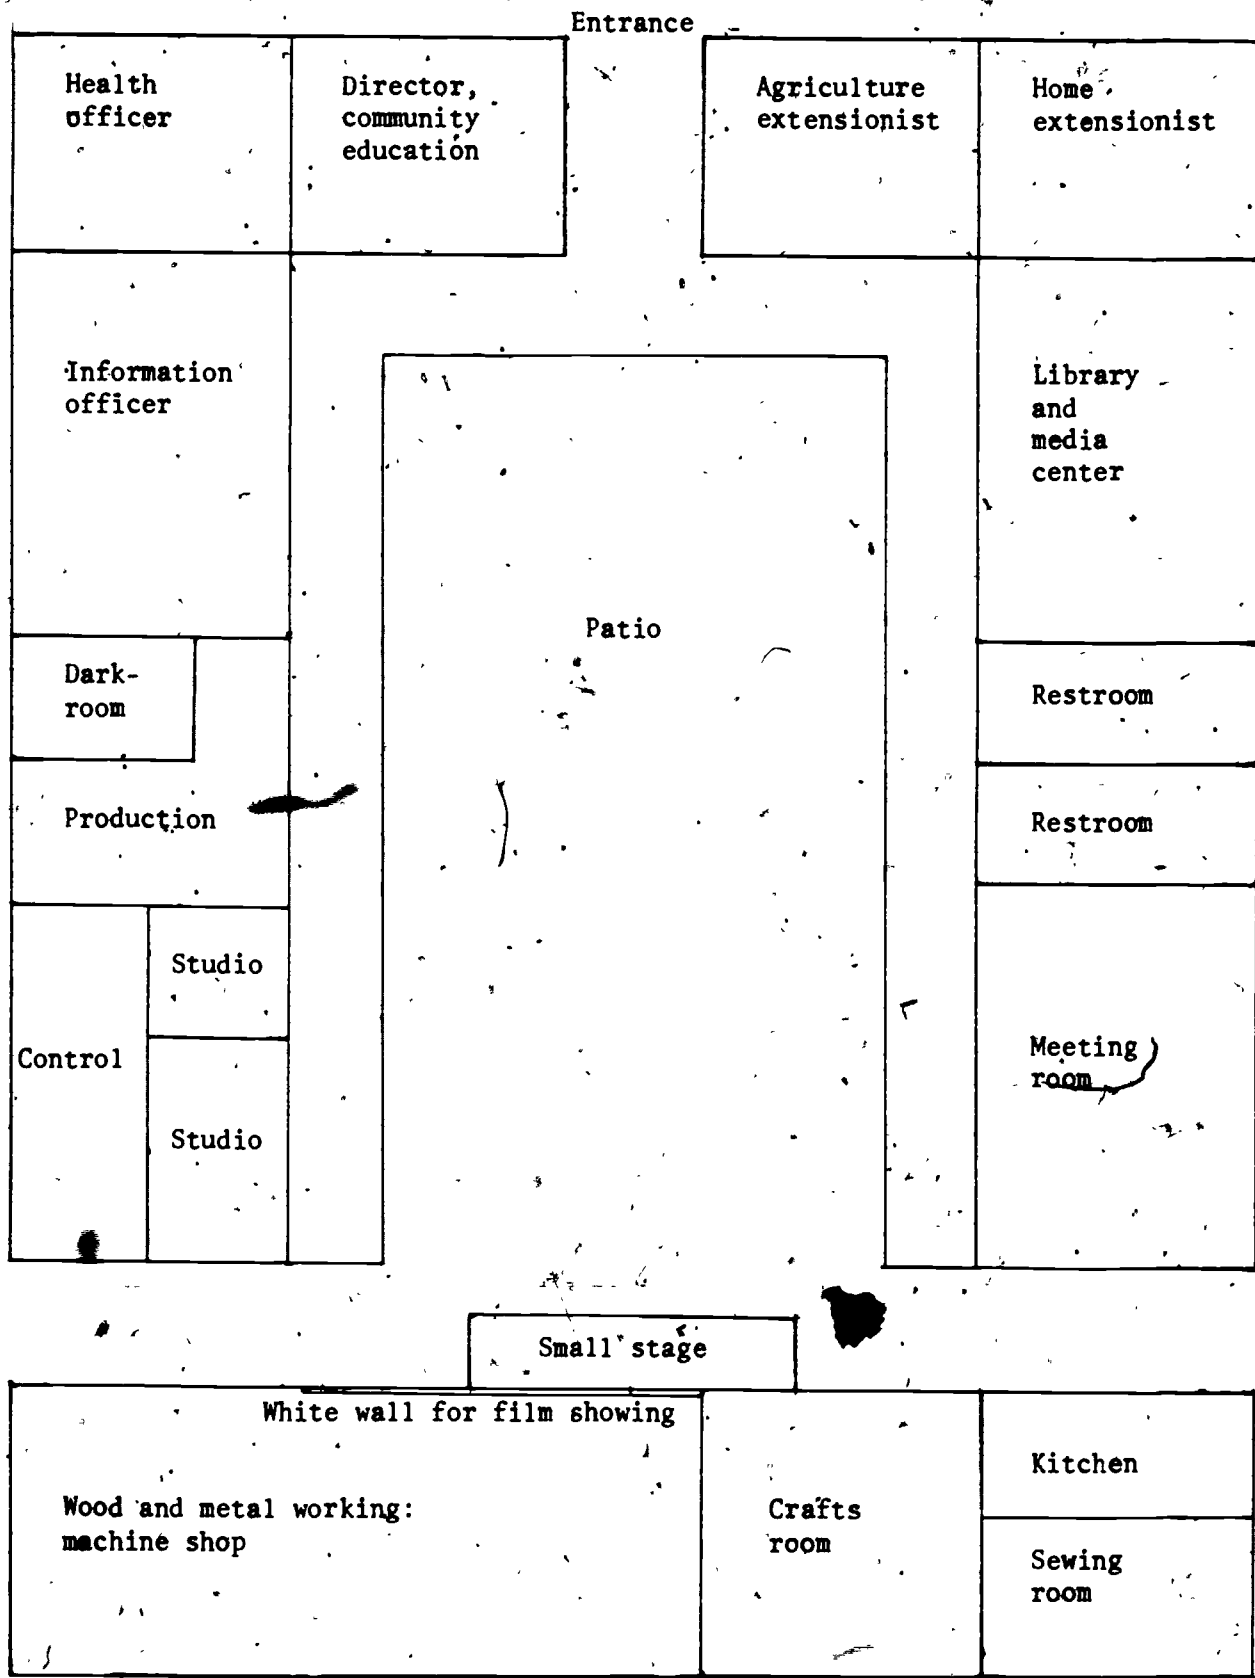 Entrance
Health
officer
Director,
community
education
Agriculture
extensionist
Home
extensionist
Information
officer
Library
and
media
center
Patio
Dark-
room
Restroom
Production
Restroom
Studio
Control
Meeting
room
Studio
Small stage
White wall for film showing
Kitchen
Wood and metal working:
machine shop
Crafts
room
Sewing
room